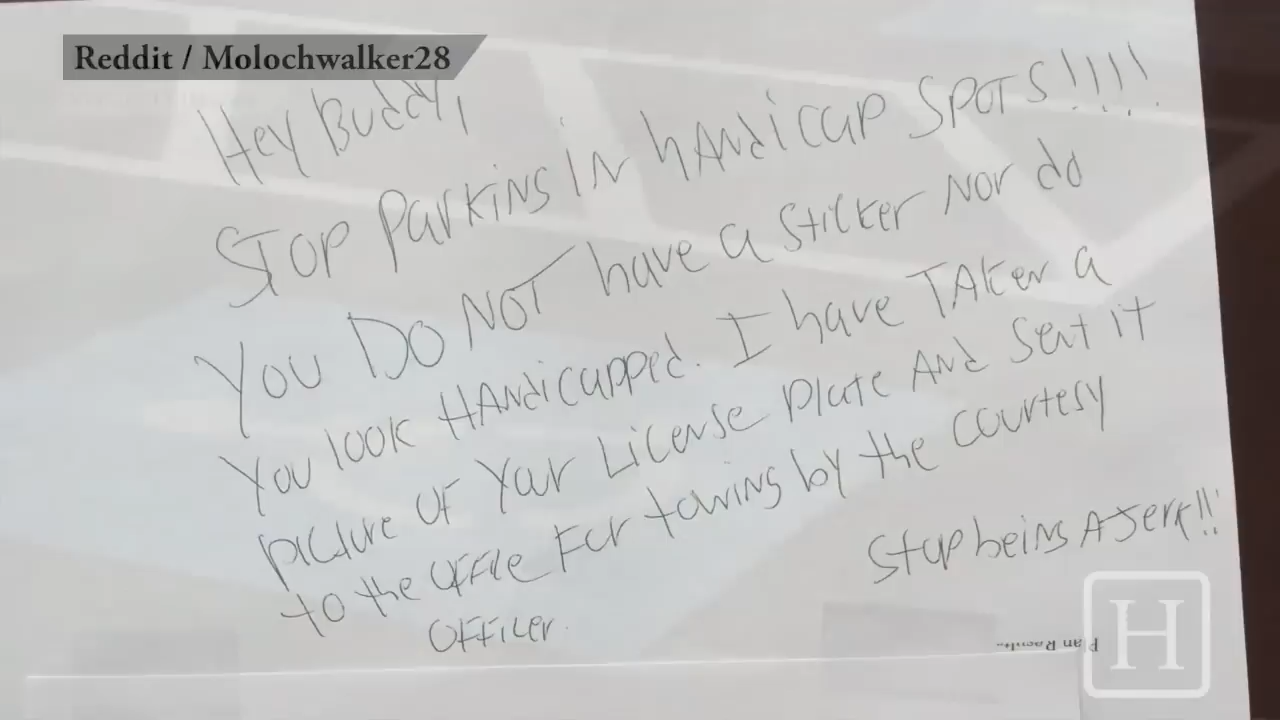 Reddit / Molochwalker28
Hey Buddy,
STOP PARKING IN HANDICAP SPOTS!!!!
YOU DO NOT have a STICKER NOR do
You look HANDICAPPED. I have TAKEN a
PICTURE OF YOUR LICENSE PLATE AND Sent IT
TO the OFFICE FOR towing by the COURTESY
OFFICER.
Stop being A JERK!!!
H